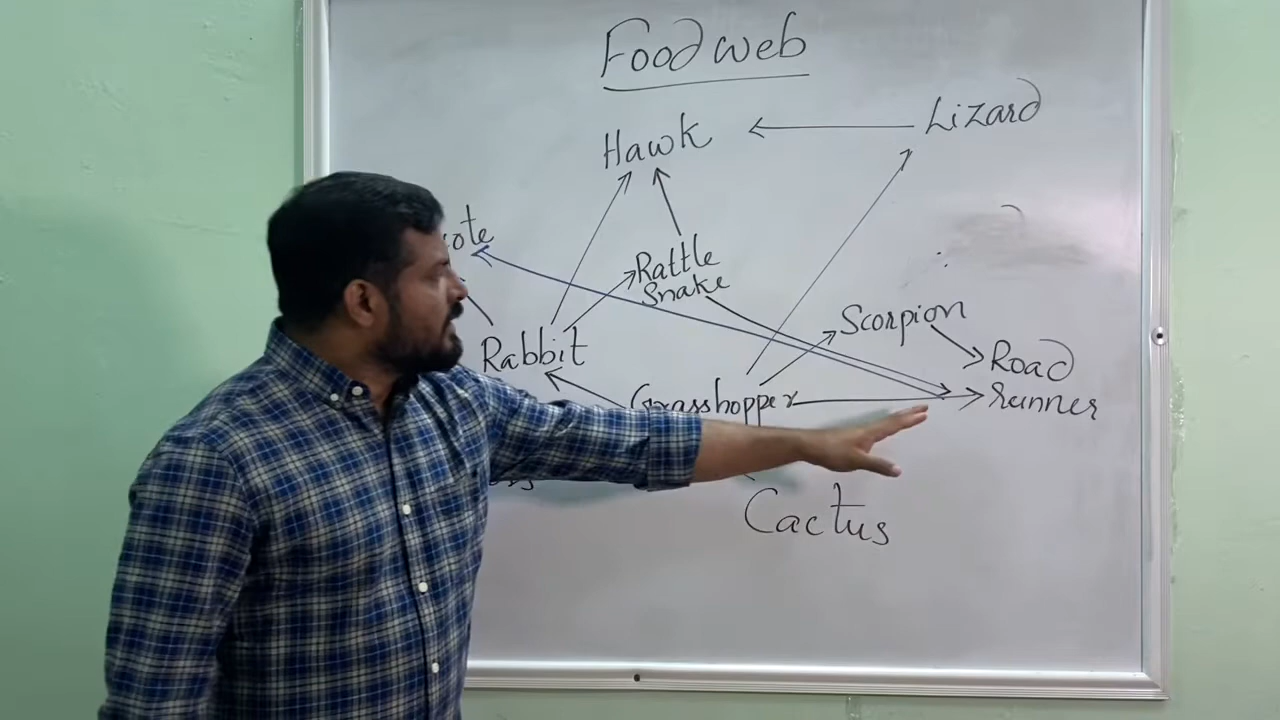 Food web
Hawk
Lizard
Rattle
Snake
Scorpion
Rabbit
Road
runner
Grasshopper
Cactus